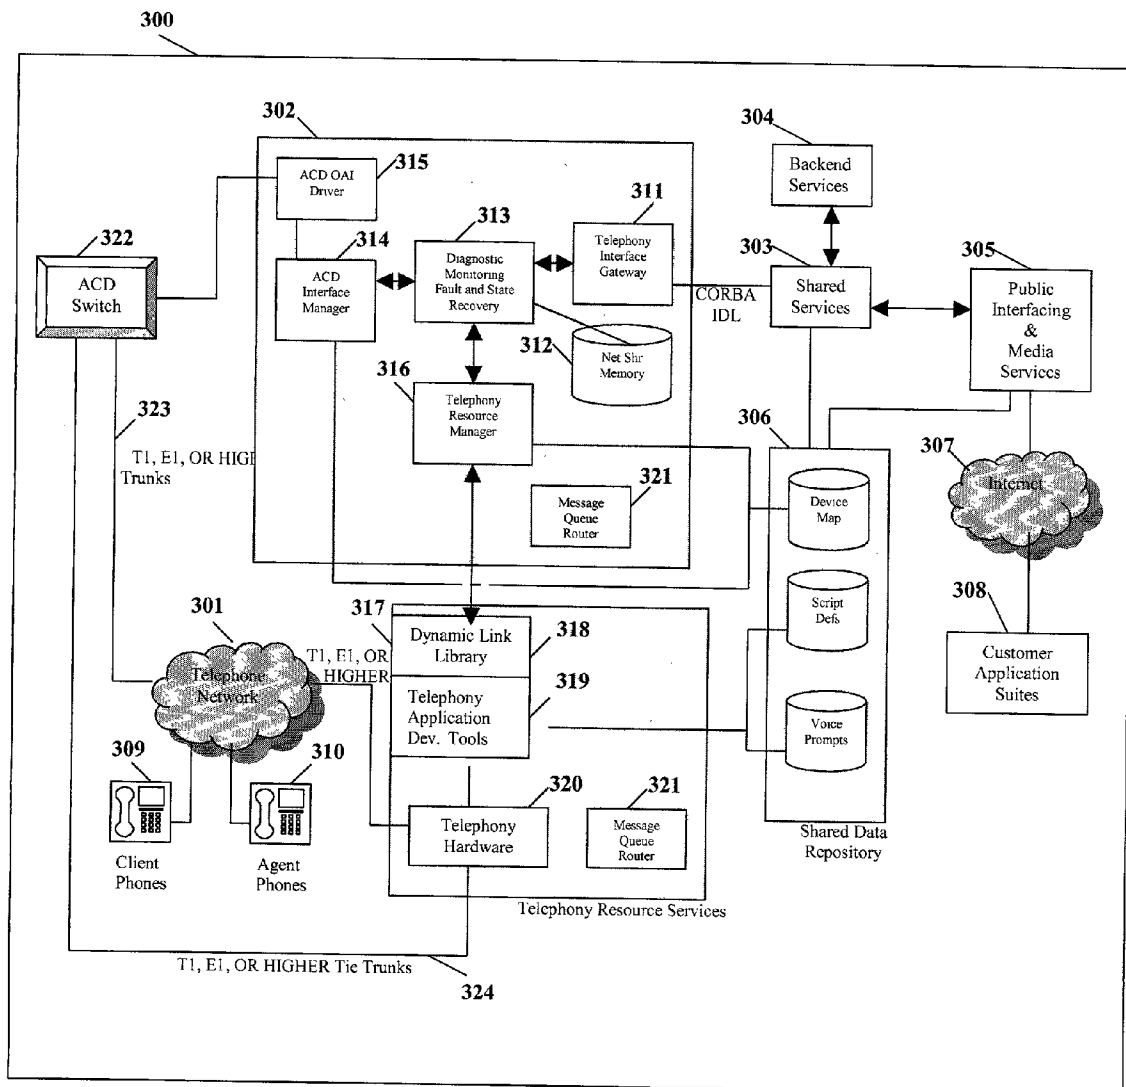 300
302
304
315
ACD OAI
Driver
Backend
Services
311
322
313
303
314
Telephony
Interface
Gateway
305
ACD
Switch
ACD
Interface
Manager
Diagnostic
Monitoring
Fault and State
Recovery
Shared
Services
Public
Interfacing
&
Media
Services
CORBA
IDL
312
Net Shr
Memory
316
323
Telephony
Resource
Manager
306
307
T1, E1, OR HIGH
Trunks
Internet
321
Device
Map
Message
Queue
Router
301
317
318
308
Script
Defs
Dynamic Link
Library
T1, E1, OR
HIGHER
Customer
Application
Suites
Telephone
Network
319
Telephony
Application
Dev. Tools
Voice
Prompts
309
310
320
321
Telephony
Hardware
Message
Queue
Router
Shared Data
Repository
Client
Phones
Agent
Phones
Telephony Resource Services
T1, E1, OR HIGHER Tie Trunks
324